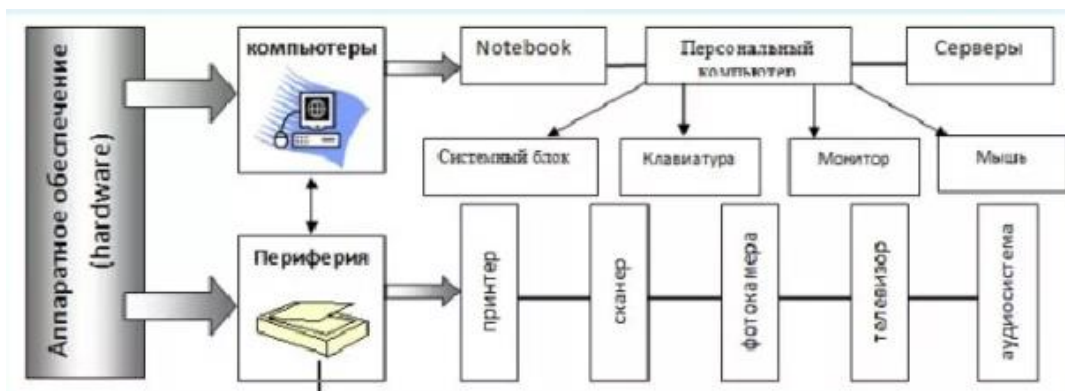 Аппаратное обеспечение
(hardware)
компьютеры
Notebook
Персональный
компьютер
Серверы
Системный блок
Клавиатура
Монитор
Мышь
Периферия
принтер
сканер
фотокамера
телевизор
аудиосистема